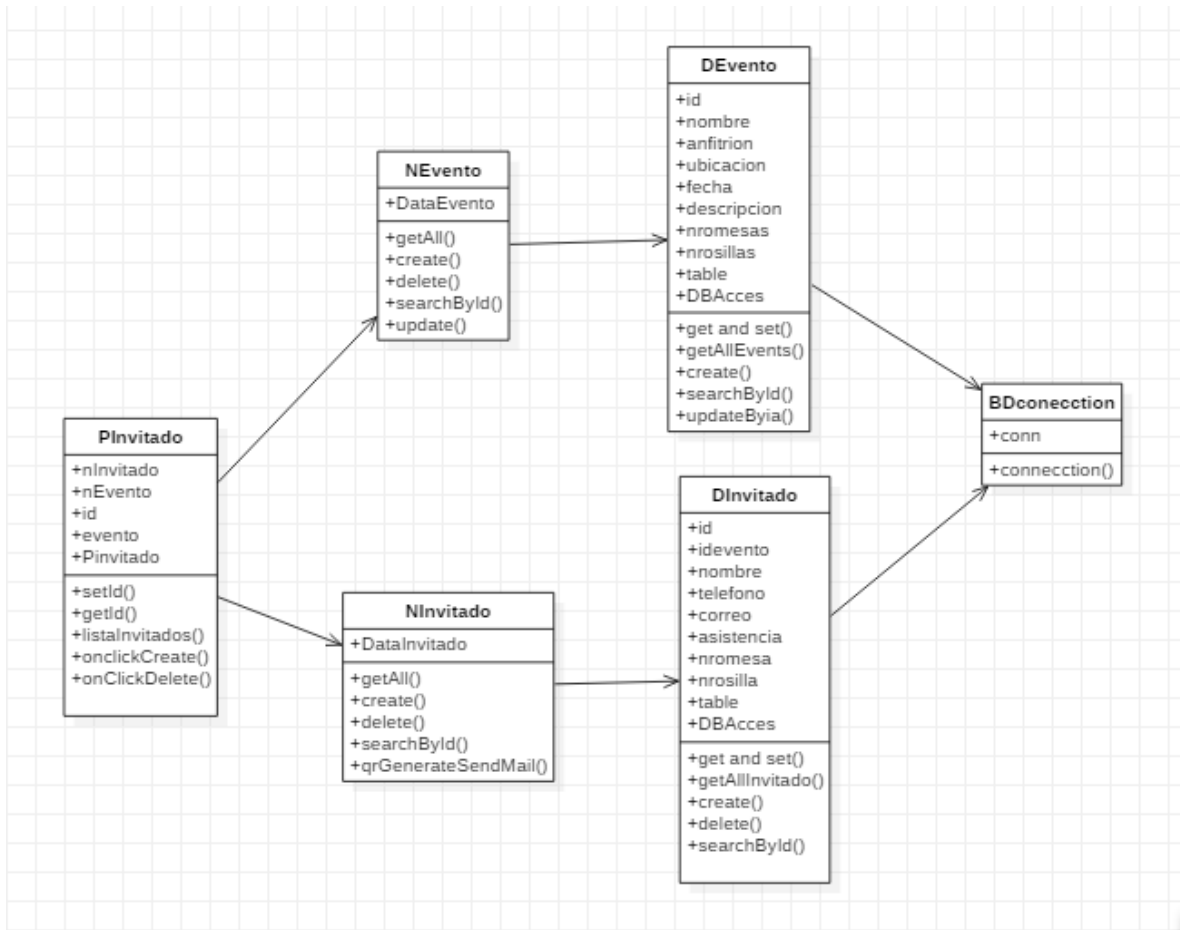 DEvento
+id
+nombre
+anfitrion
+ubicacion
+fecha
+descripcion
+nromesas
+nrosillas
+table
+DBAcces
+get and set()
+getAllEvents()
+create()
+searchById()
+updateByia()
NEvento
+DataEvento
+getAll()
+create()
+delete()
+searchById()
+update()
BDconecction
+conn
+connecction()
PInvitado
+nInvitado
+nEvento
+id
+evento
+Pinvitado
+setId()
+getId()
+listaInvitados()
+onclickCreate()
+onClickDelete()
DInvitado
+id
+idevento
+nombre
+telefono
+correo
+asistencia
+nromesa
+nrosilla
+table
+DBAcces
+get and set()
+getAllInvitado()
+create()
+delete()
+searchById()
NInvitado
+DataInvitado
+getAll()
+create()
+delete()
+searchById()
+qrGenerateSendMail()